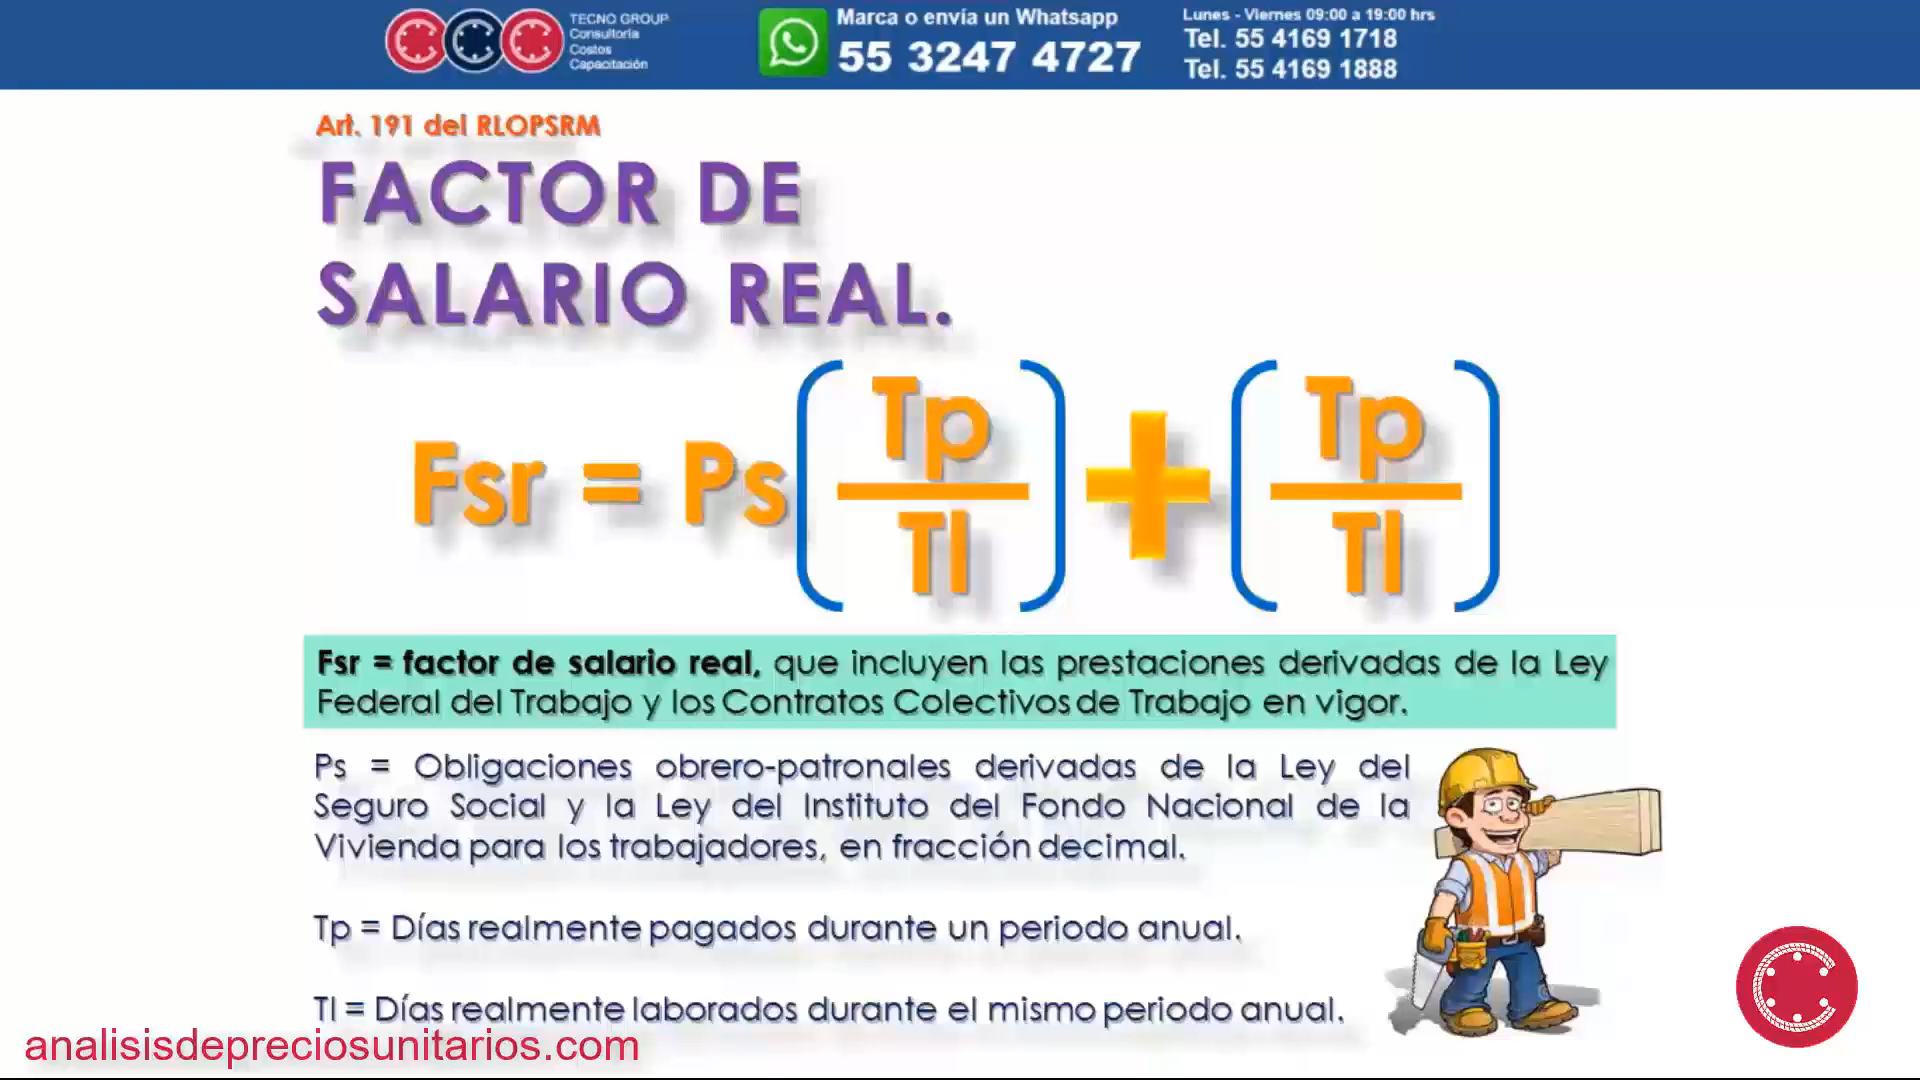 TECNO GROUP
Consultoría
Costos
Capacitación
Marca o envía un Whatsapp
55 3247 4727
Lunes - Viernes 09:00 a 19:00 hrs
Tel. 55 4169 1718
Tel. 55 4169 1888
Art. 191 del RLOPSRM
FACTOR DE
SALARIO REAL.
Fsr = Ps (Tp/Tl) + (Tp/Tl)
Fsr = factor de salario real, que incluyen las prestaciones derivadas de la Ley
Federal del Trabajo y los Contratos Colectivos de Trabajo en vigor.
Ps = Obligaciones obrero-patronales derivadas de la Ley del
Seguro Social y la Ley del Instituto del Fondo Nacional de la
Vivienda para los trabajadores, en fracción decimal.
Tp = Días realmente pagados durante un periodo anual.
Tl = Días realmente laborados durante el mismo periodo anual.
analisisdepreciosunitarios.com